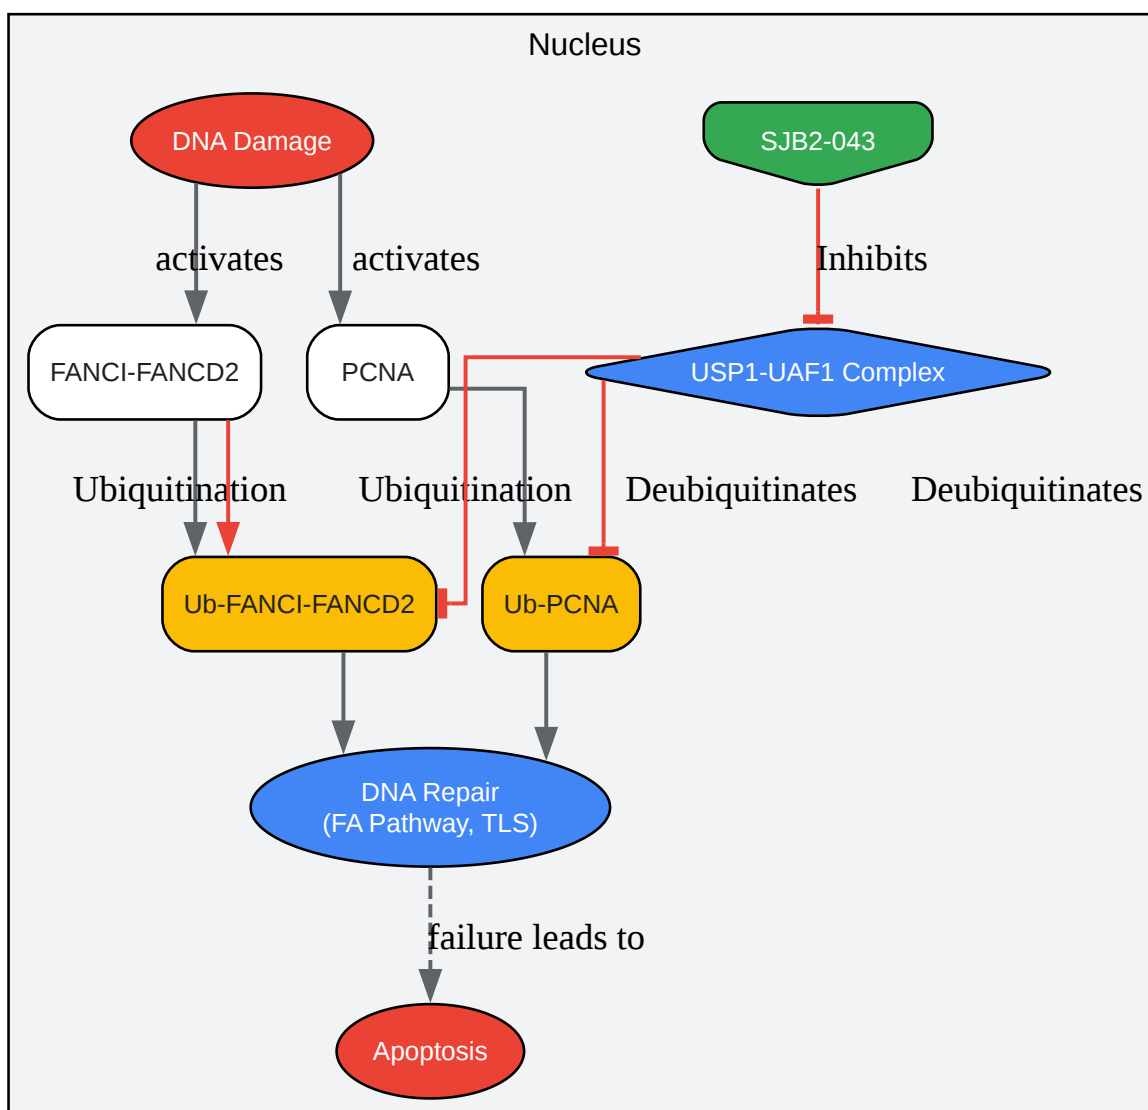 Nucleus
DNA Damage
SJB2-043
activates
activates
Inhibits
FANCI-FANCD2
PCNA
USP1-UAF1 Complex
Ubiquitination
Ubiquitination
Deubiquitinates
Deubiquitinates
Ub-FANCI-FANCD2
Ub-PCNA
DNA Repair
(FA Pathway, TLS)
failure leads to
Apoptosis